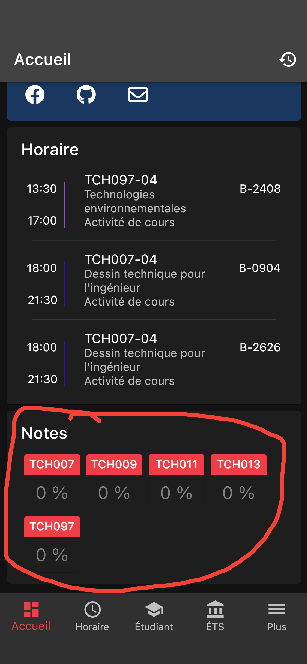 Accueil
Horaire
13:30
17:00
TCH097-04
Technologies
environnementales
Activité de cours
B-2408
18:00
21:30
TCH007-04
Dessin technique pour
l'ingénieur
Activité de cours
B-0904
18:00
21:30
TCH007-04
Dessin technique pour
l'ingénieur
Activité de cours
B-2626
Notes
TCH007 TCH009 TCH011 TCH013
0 % 0 % 0 % 0 %
TCH097
0 %
Accueil Horaire Étudiant ÉTS Plus